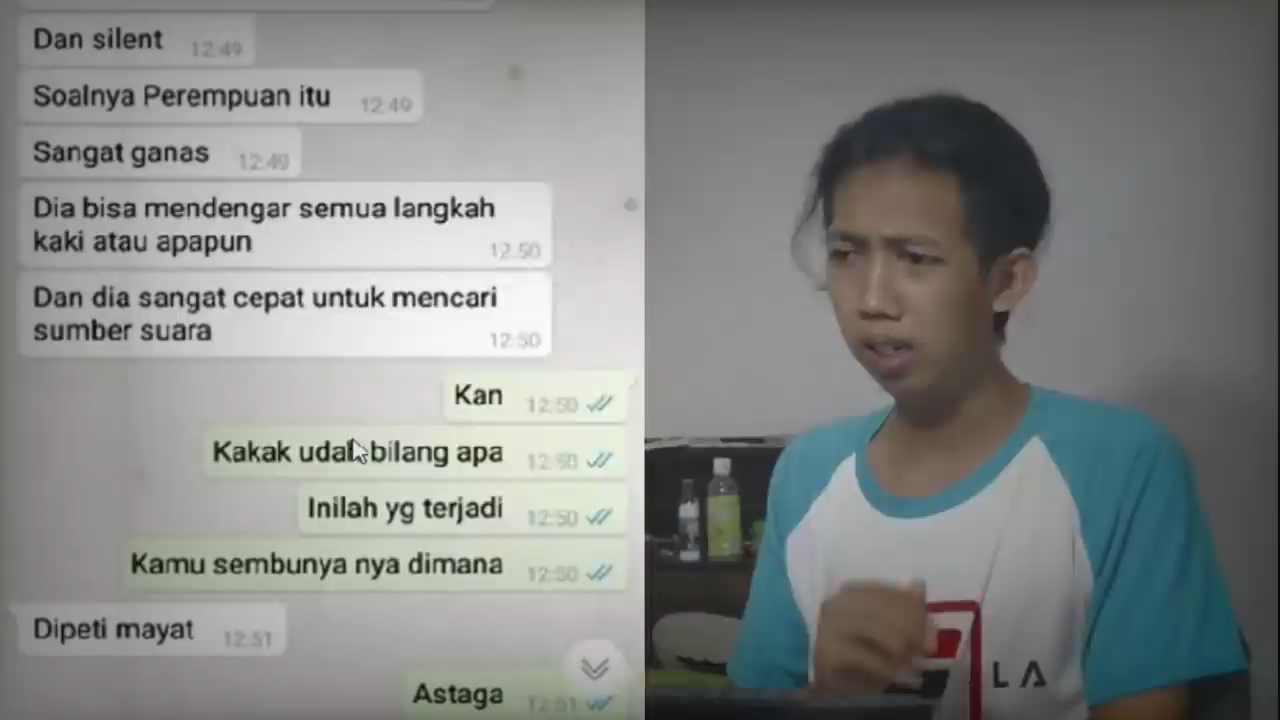 Dan silent 12:49
Soalnya Perempuan itu 12:49
Sangat ganas 12:49
Dia bisa mendengar semua langkah
kaki atau apapun 12:50
Dan dia sangat cepat untuk mencari
sumber suara 12:50
Kan 12:50
Kakak udah bilang apa 12:50
Inilah yg terjadi 12:50
Kamu sembunya nya dimana 12:50
Dipeti mayat 12:51
Astaga 12:51
LA